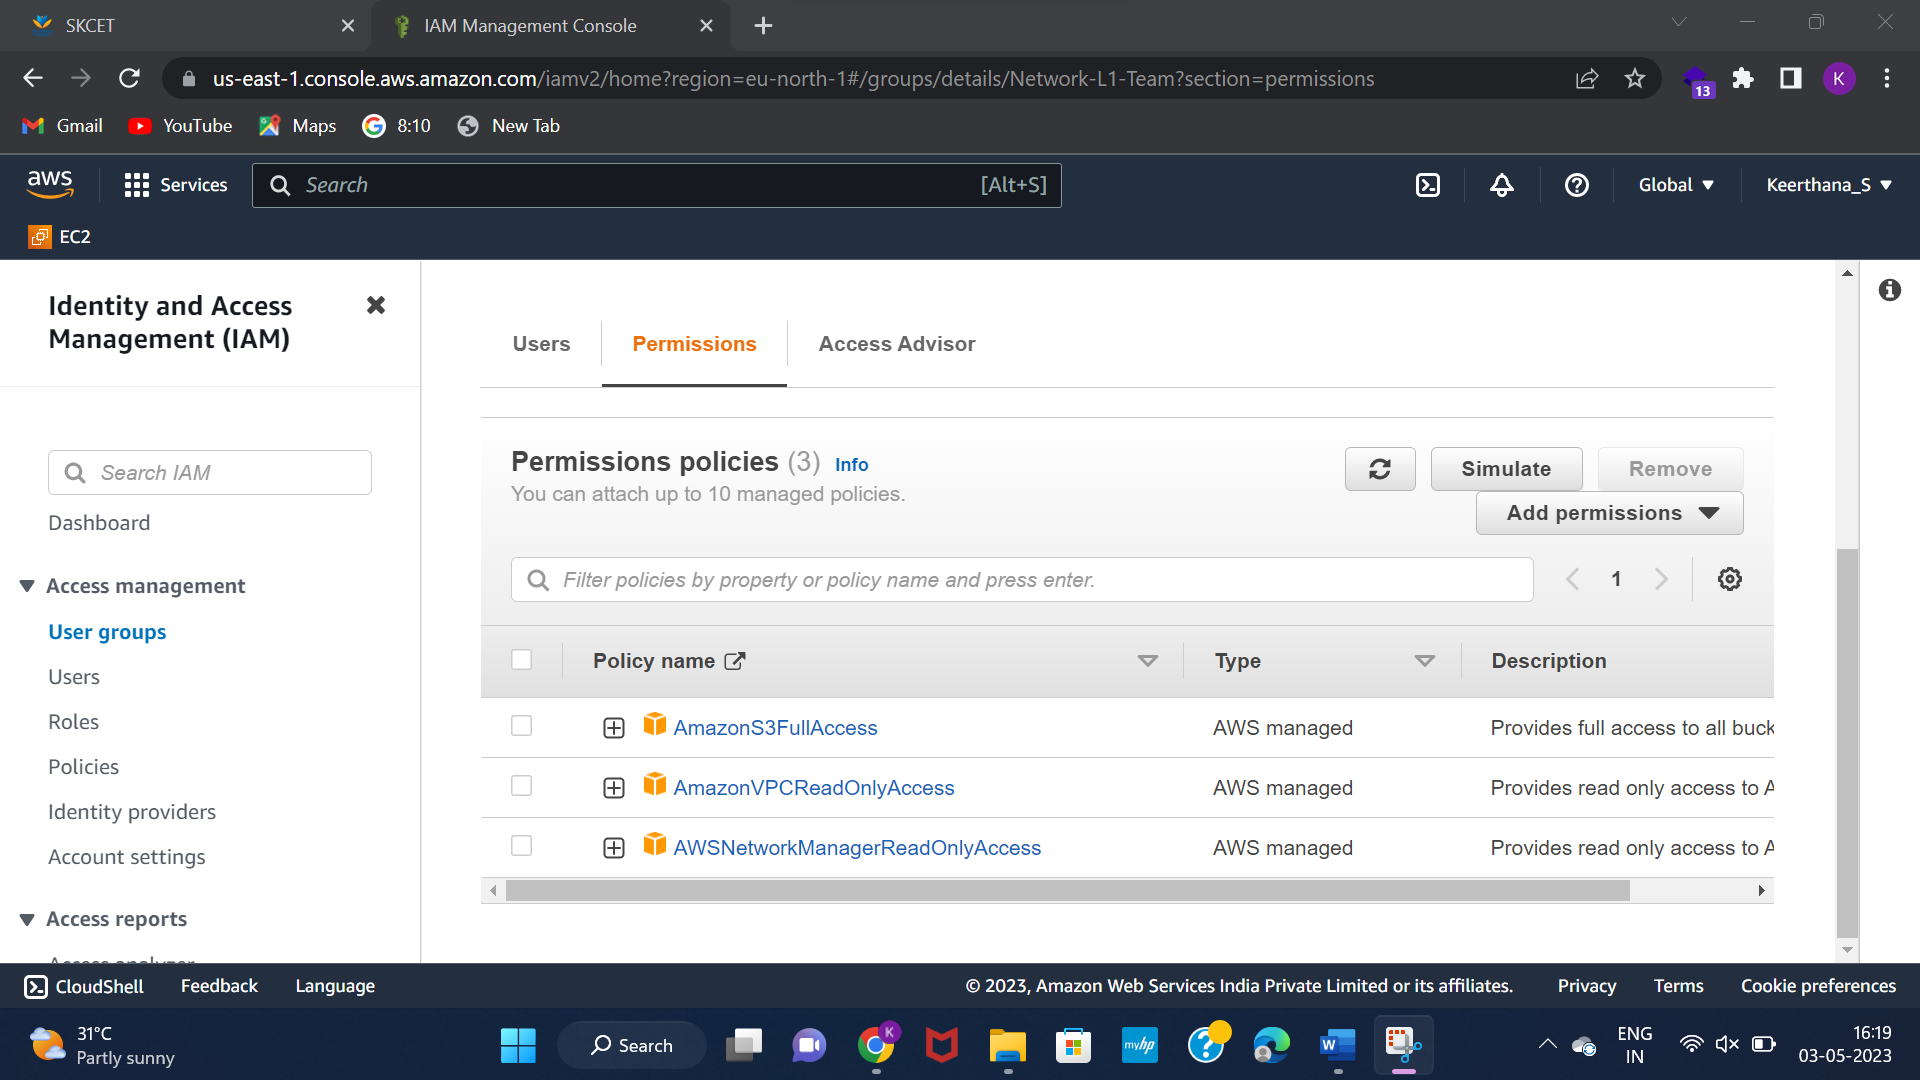 SKCET
IAM Management Console
us-east-1.console.aws.amazon.com/iamv2/home?region=eu-north-1#/groups/details/Network-L1-Team?section=permissions
13
K
Gmail
YouTube
Maps
8:10
New Tab
aws
Services
Search
[Alt+S]
Global
Keerthana_S
EC2
Identity and Access
Management (IAM)
Search IAM
Dashboard
Access management
User groups
Users
Roles
Policies
Identity providers
Account settings
Access reports
Access analyzer
Users
Permissions
Access Advisor
Permissions policies (3) Info
You can attach up to 10 managed policies.
Simulate
Remove
Add permissions
Filter policies by property or policy name and press enter.
1
Policy name
Type
Description
AmazonS3FullAccess
AWS managed
Provides full access to all buck
AmazonVPCReadOnlyAccess
AWS managed
Provides read only access to A
AWSNetworkManagerReadOnlyAccess
AWS managed
Provides read only access to A
CloudShell
Feedback
Language
© 2023, Amazon Web Services India Private Limited or its affiliates.
Privacy
Terms
Cookie preferences
31°C
Partly sunny
Search
K
myhp
W
ENG
IN
16:19
03-05-2023